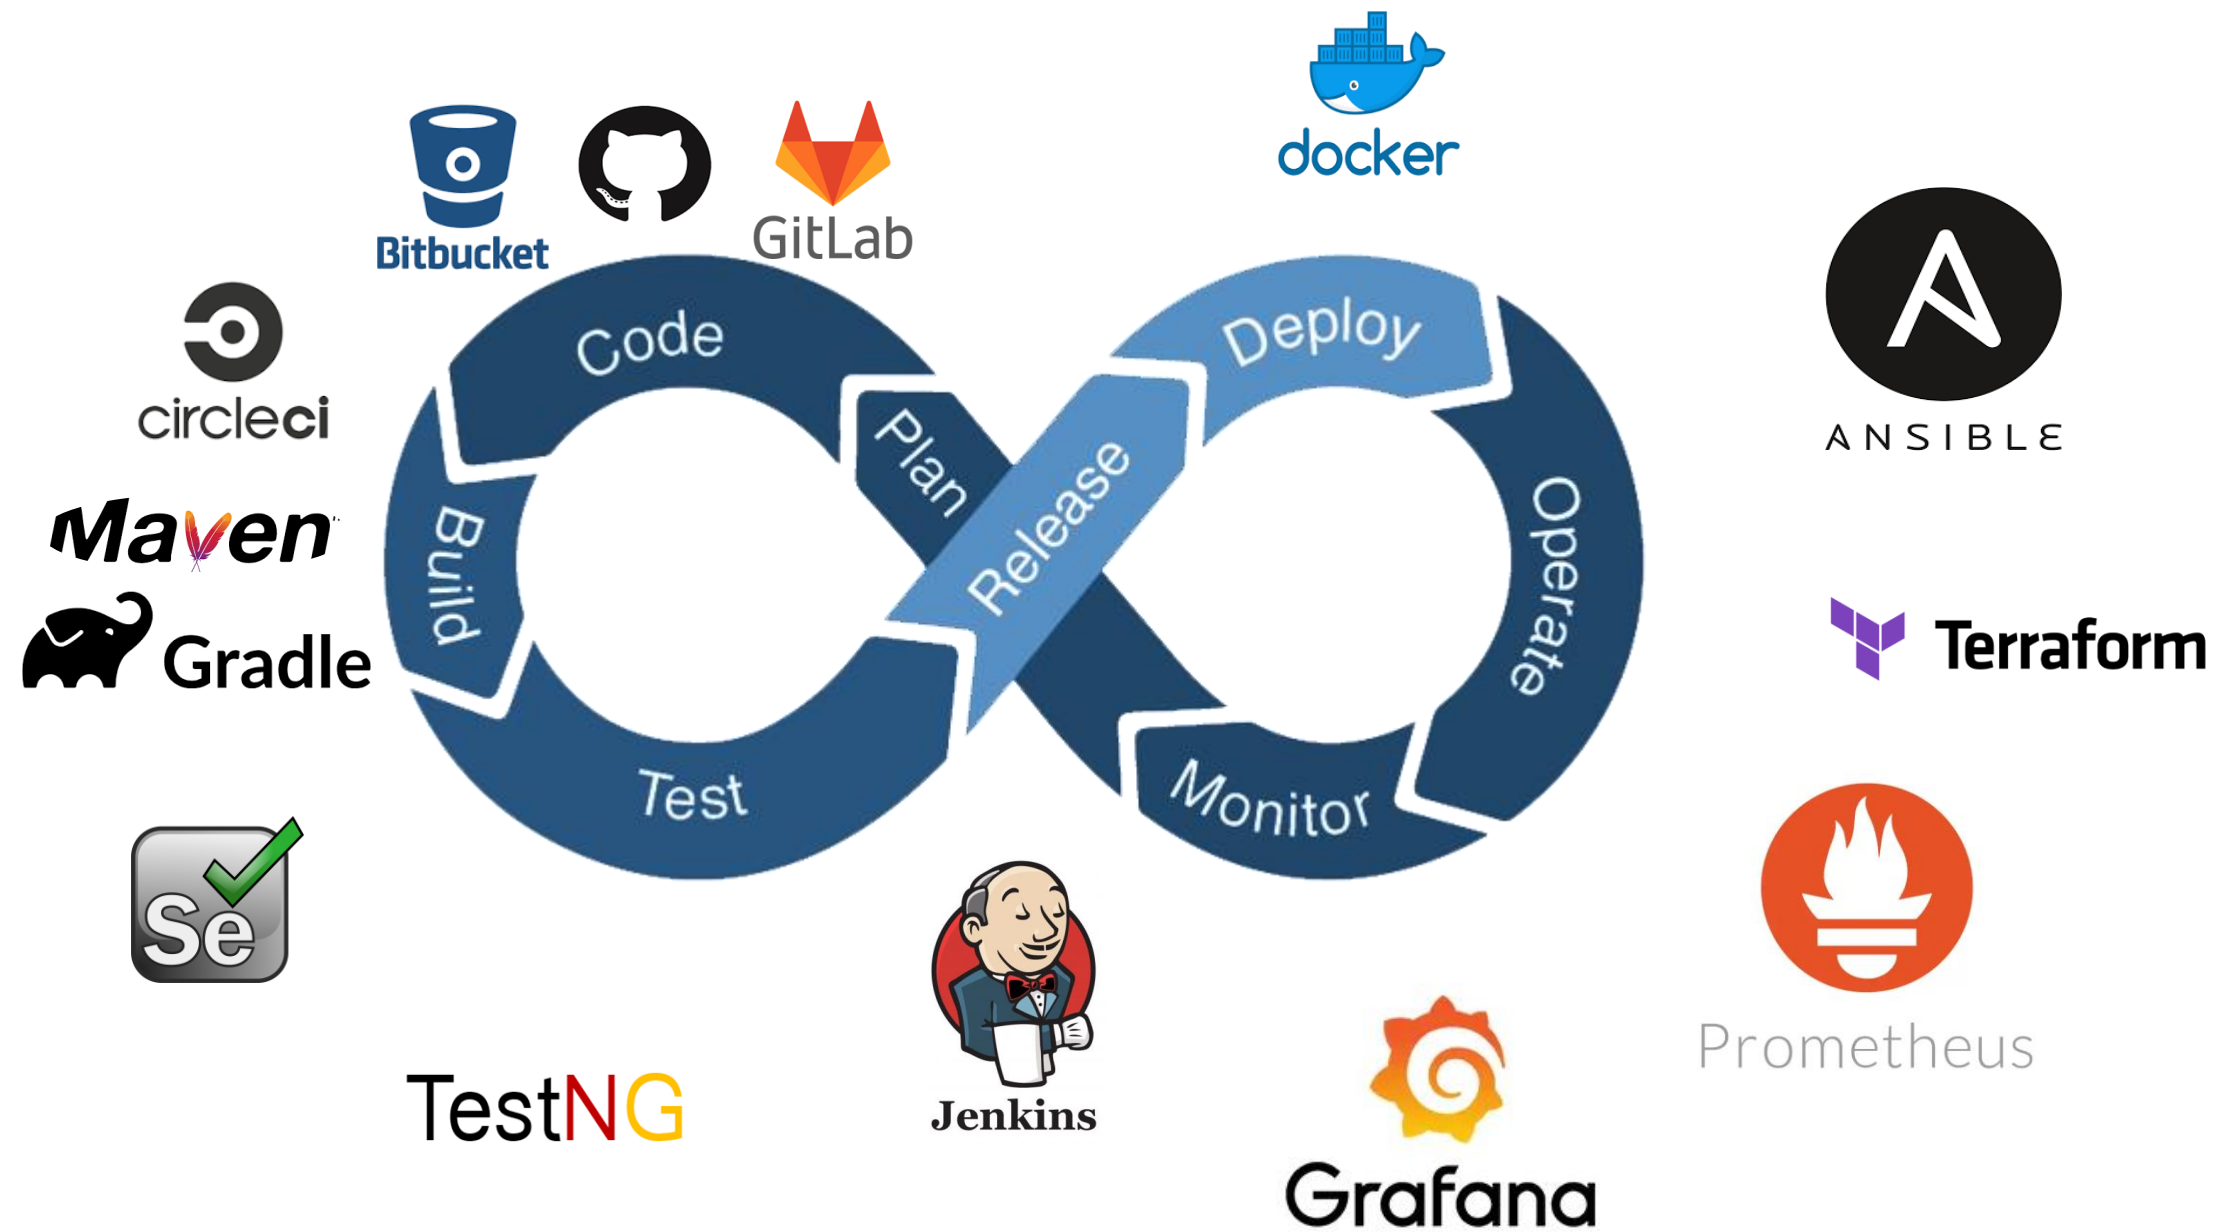 docker
Bitbucket
GitLab
circleci
Maven
Gradle
Code
Plan
Build
Test
Release
Deploy
Operate
Monitor
ANSIBLE
Terraform
Se
Prometheus
TestNG
Jenkins
Grafana